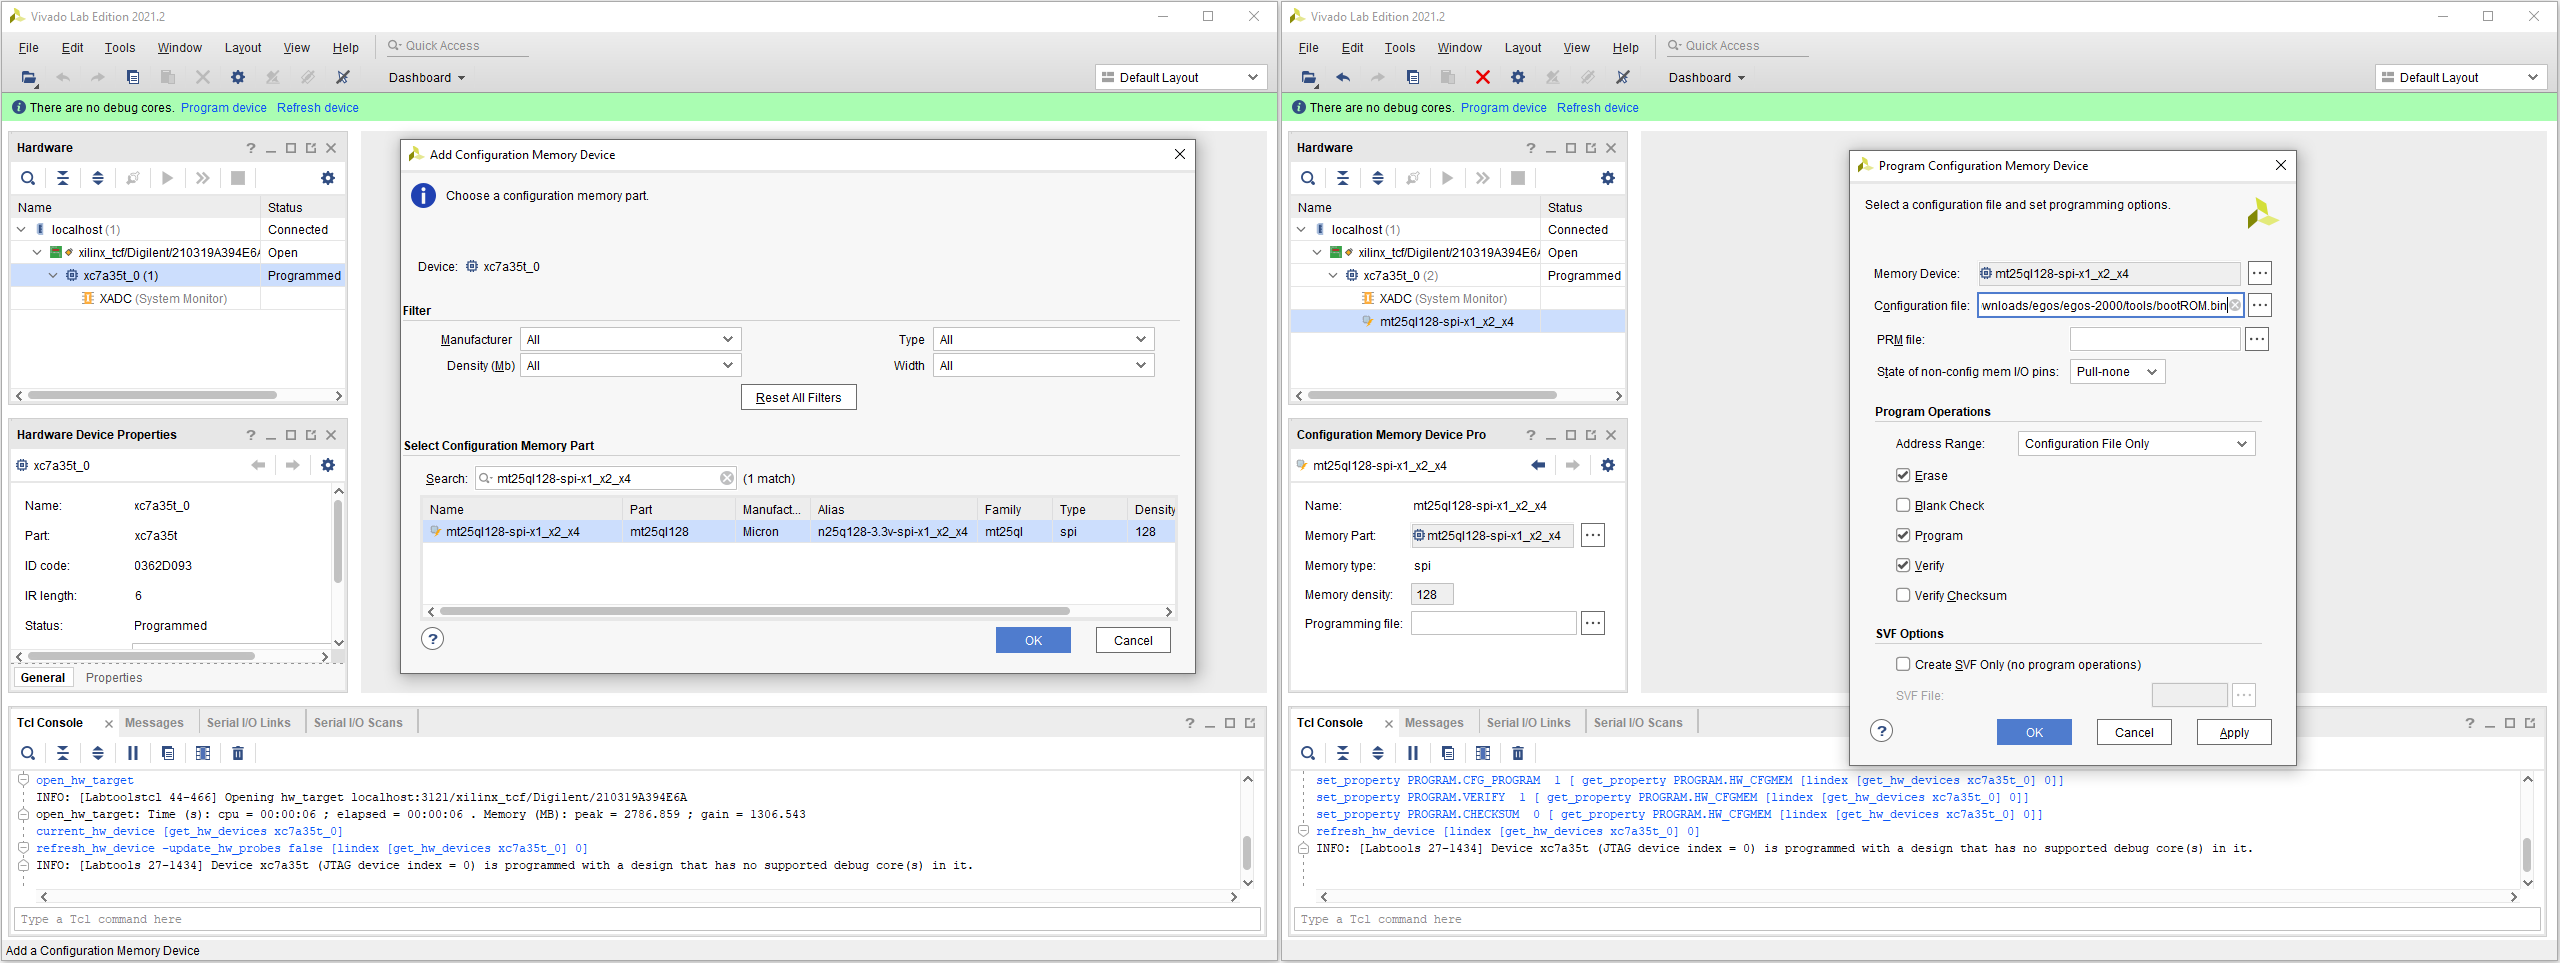 Vivado Lab Edition 2021.2
File Edit Tools Window Layout View Help Quick Access
Dashboard Default Layout
There are no debug cores. Program device Refresh device
Hardware
Name Status
localhost (1) Connected
xilinx_tcf/Digilent/210319A394E6A Open
xc7a35t_0 (1) Programmed
XADC (System Monitor)
Hardware Device Properties
xc7a35t_0
Name: xc7a35t_0
Part: xc7a35t
ID code: 0362D093
IR length: 6
Status: Programmed
General Properties
Add Configuration Memory Device
Choose a configuration memory part.
Device: xc7a35t_0
Filter
Manufacturer All Type All
Density (Mb) All Width All
Reset All Filters
Select Configuration Memory Part
Search: mt25ql128-spi-x1_x2_x4 (1 match)
Name Part Manufact... Alias Family Type Density
mt25ql128-spi-x1_x2_x4 mt25ql128 Micron n25q128-3.3v-spi-x1_x2_x4 mt25ql spi 128
? OK Cancel
Tcl Console Messages Serial I/O Links Serial I/O Scans
open_hw_target
INFO: [Labtoolstcl 44-466] Opening hw_target localhost:3121/xilinx_tcf/Digilent/210319A394E6A
open_hw_target: Time (s): cpu = 00:00:06 ; elapsed = 00:00:06 . Memory (MB): peak = 2786.859 ; gain = 1306.543
current_hw_device [get_hw_devices xc7a35t_0]
refresh_hw_device -update_hw_probes false [lindex [get_hw_devices xc7a35t_0] 0]
INFO: [Labtools 27-1434] Device xc7a35t (JTAG device index = 0) is programmed with a design that has no supported debug core(s) in it.
Type a Tcl command here
Add a Configuration Memory Device
Vivado Lab Edition 2021.2
File Edit Tools Window Layout View Help Quick Access
Dashboard Default Layout
There are no debug cores. Program device Refresh device
Hardware
Name Status
localhost (1) Connected
xilinx_tcf/Digilent/210319A394E6A Open
xc7a35t_0 (2) Programmed
XADC (System Monitor)
mt25ql128-spi-x1_x2_x4
Configuration Memory Device Pro
mt25ql128-spi-x1_x2_x4
Name: mt25ql128-spi-x1_x2_x4
Memory Part: mt25ql128-spi-x1_x2_x4 ...
Memory type: spi
Memory density: 128
Programming file: ...
Program Configuration Memory Device
Select a configuration file and set programming options.
Memory Device: mt25ql128-spi-x1_x2_x4 ...
Configuration file: wnloads/egos/egos-2000/tools/bootROM.bin ...
PRM file: ...
State of non-config mem I/O pins: Pull-none
Program Operations
Address Range: Configuration File Only
Erase
Blank Check
Program
Verify
Verify Checksum
SVF Options
Create SVF Only (no program operations)
SVF File: ...
? OK Cancel Apply
Tcl Console Messages Serial I/O Links Serial I/O Scans
set_property PROGRAM.CFG_PROGRAM 1 [ get_property PROGRAM.HW_CFGMEM [lindex [get_hw_devices xc7a35t_0] 0]]
set_property PROGRAM.VERIFY 1 [ get_property PROGRAM.HW_CFGMEM [lindex [get_hw_devices xc7a35t_0] 0]]
set_property PROGRAM.CHECKSUM 0 [ get_property PROGRAM.HW_CFGMEM [lindex [get_hw_devices xc7a35t_0] 0]]
refresh_hw_device [lindex [get_hw_devices xc7a35t_0] 0]
INFO: [Labtools 27-1434] Device xc7a35t (JTAG device index = 0) is programmed with a design that has no supported debug core(s) in it.
Type a Tcl command here